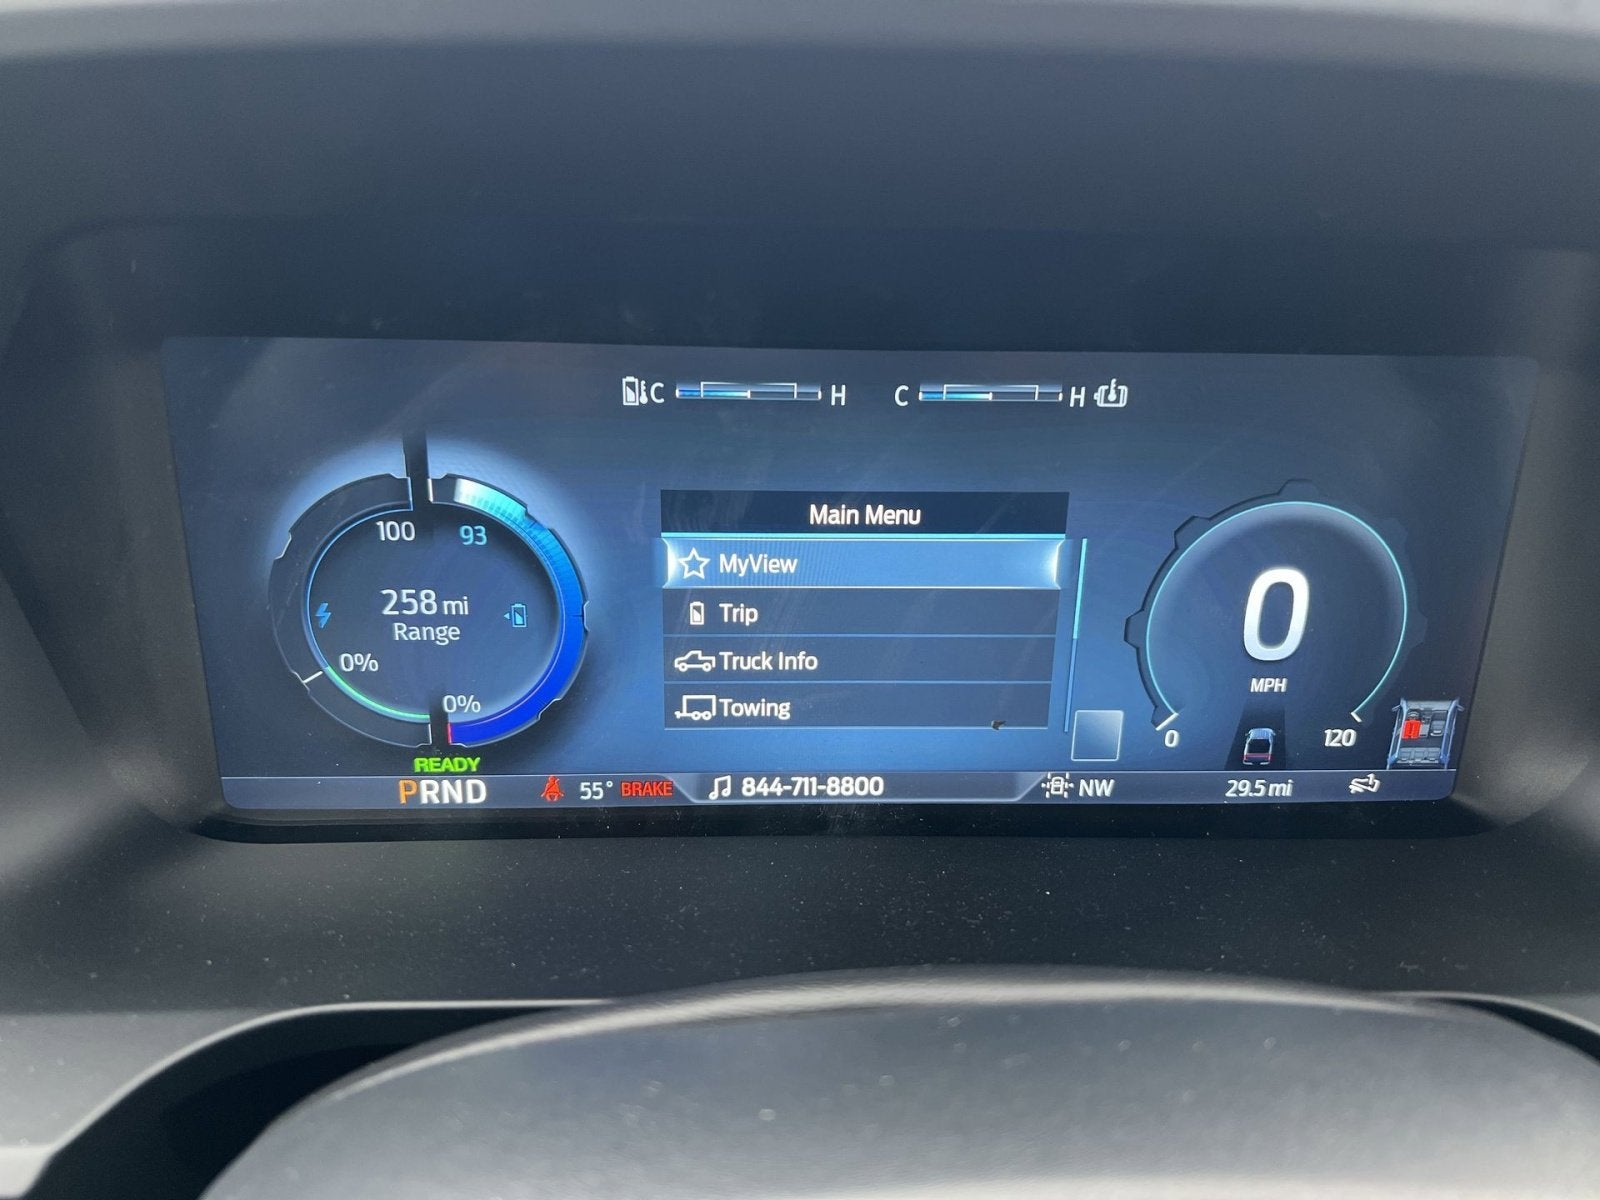 C H C H
Main Menu
MyView
Trip
Truck Info
Towing
100 93
258 mi
Range
0%
0%
READY
PRND
55° BRAKE
844-711-8800
NW
0
MPH
0 120
29.5 mi